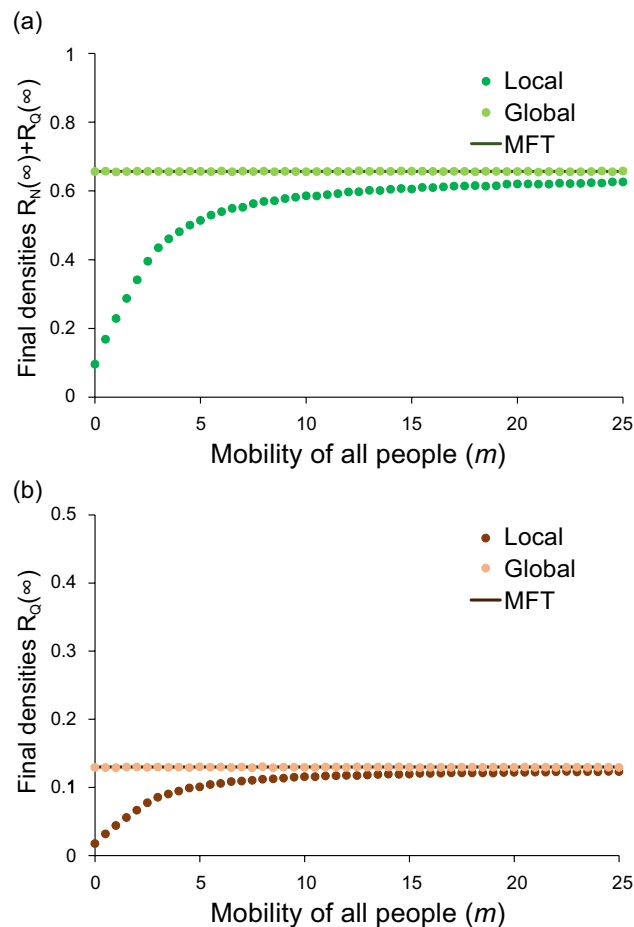 (a)
Final densities R_N(∞)+R_Q(∞)
1
0.8
0.6
0.4
0.2
0
Local
Global
MFT
0 5 10 15 20 25
Mobility of all people (m)
(b)
Final densities R_Q(∞)
0.5
0.4
0.3
0.2
0.1
0
Local
Global
MFT
0 5 10 15 20 25
Mobility of all people (m)